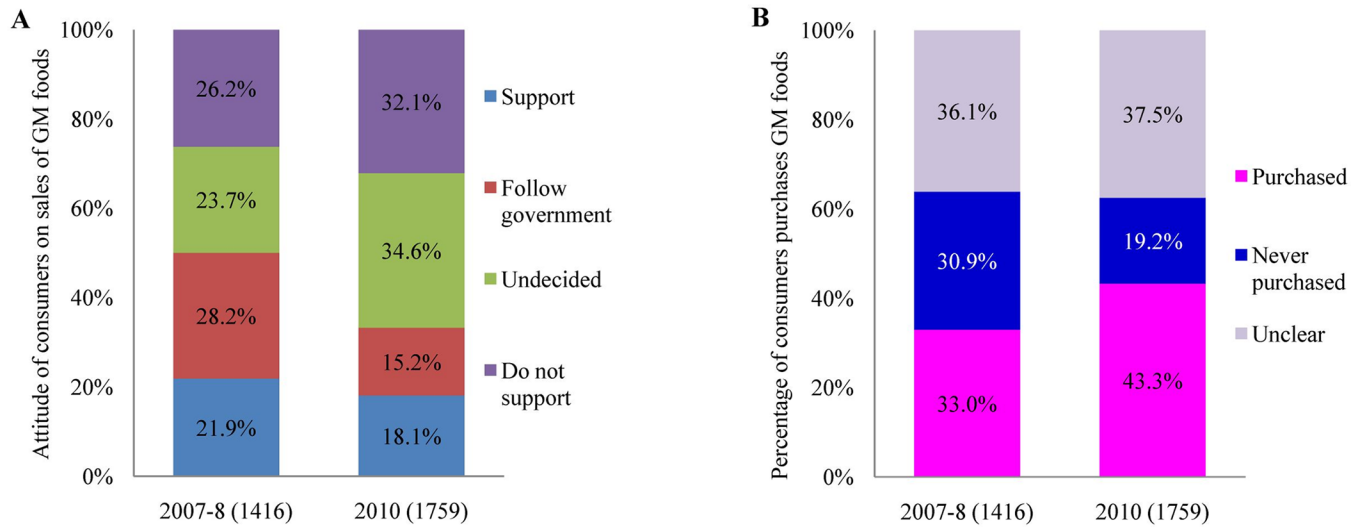 A
Attitude of consumers on sales of GM foods
100%
80%
60%
40%
20%
0%
26.2%
23.7%
28.2%
21.9%
32.1%
34.6%
15.2%
18.1%
2007-8 (1416)
2010 (1759)
Support
Follow
government
Undecided
Do not
support
B
Percentage of consumers purchases GM foods
100%
80%
60%
40%
20%
0%
36.1%
30.9%
33.0%
37.5%
19.2%
43.3%
2007-8 (1416)
2010 (1759)
Purchased
Never
purchased
Unclear